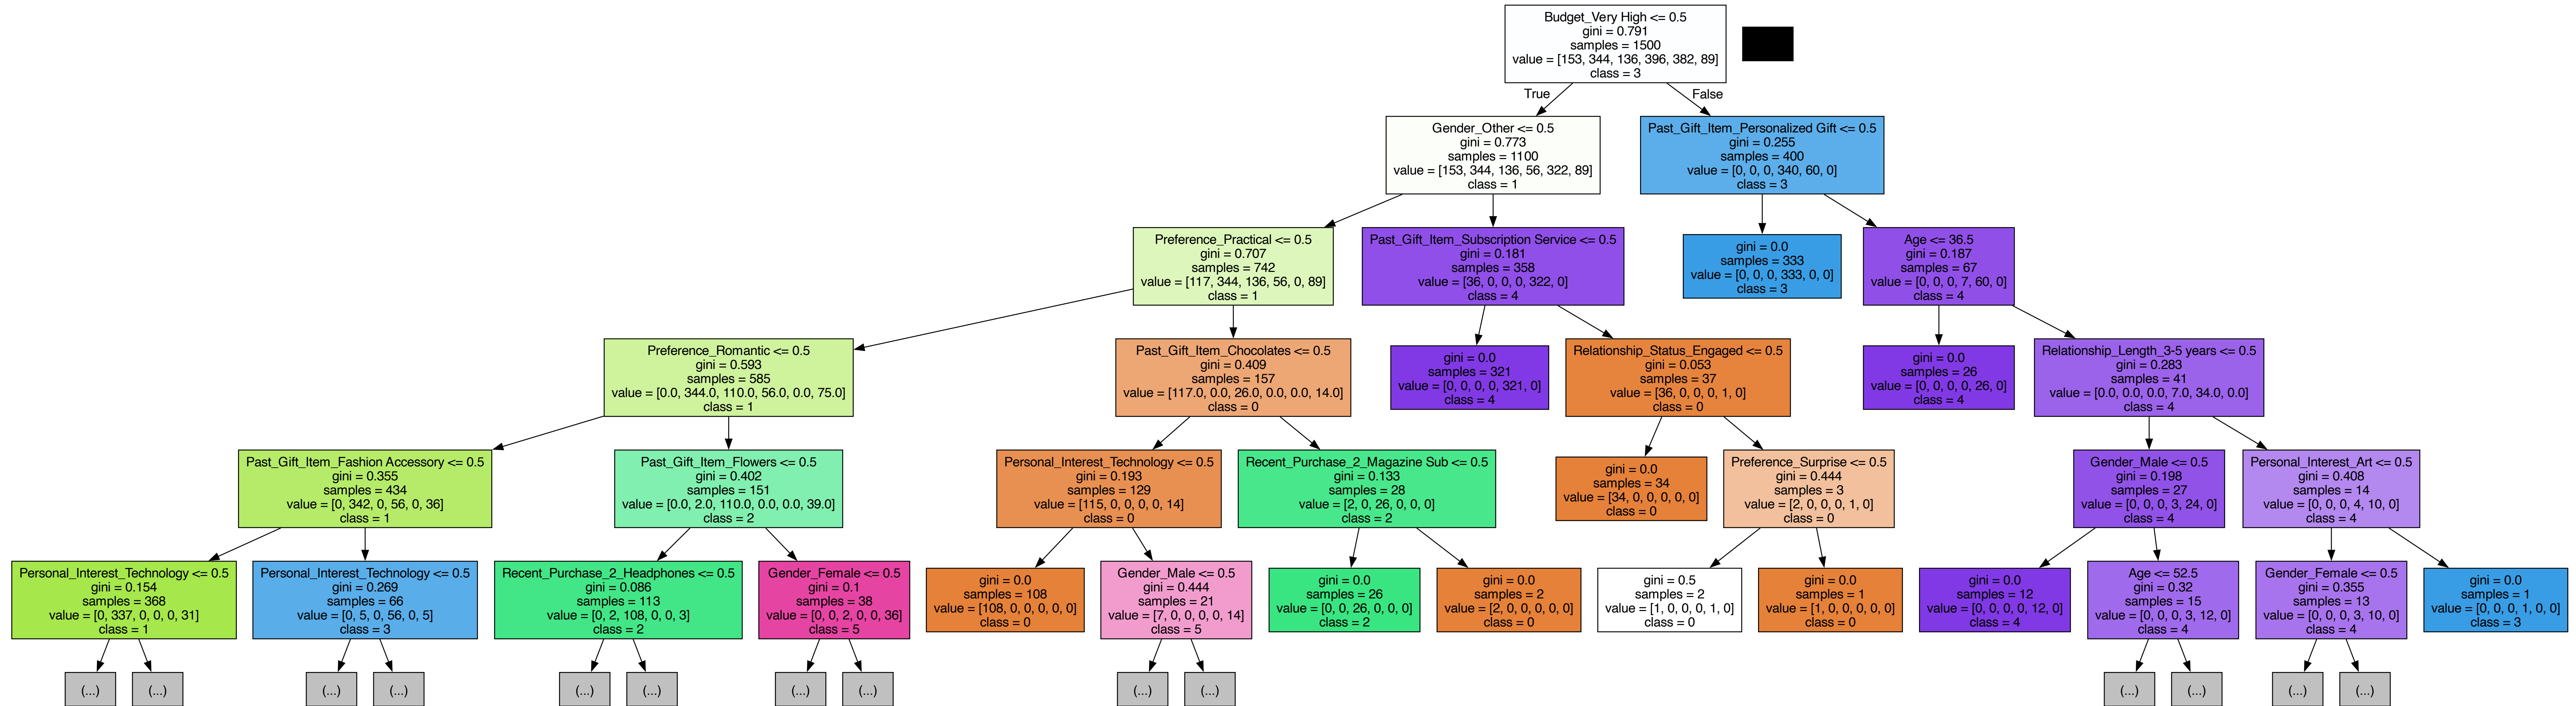 Budget_Very High <= 0.5
gini = 0.791
samples = 1500
value = [153, 344, 136, 396, 382, 89]
class = 3
True
False
Gender_Other <= 0.5
gini = 0.773
samples = 1100
value = [153, 344, 136, 56, 322, 89]
class = 1
Past_Gift_Item_Personalized Gift <= 0.5
gini = 0.255
samples = 400
value = [0, 0, 0, 340, 60, 0]
class = 3
Preference_Practical <= 0.5
gini = 0.707
samples = 742
value = [117, 344, 136, 56, 0, 89]
class = 1
Past_Gift_Item_Subscription Service <= 0.5
gini = 0.181
samples = 358
value = [36, 0, 0, 0, 322, 0]
class = 4
gini = 0.0
samples = 333
value = [0, 0, 0, 333, 0, 0]
class = 3
Age <= 36.5
gini = 0.187
samples = 67
value = [0, 0, 0, 7, 60, 0]
class = 4
Preference_Romantic <= 0.5
gini = 0.593
samples = 585
value = [0.0, 344.0, 110.0, 56.0, 0.0, 75.0]
class = 1
Past_Gift_Item_Chocolates <= 0.5
gini = 0.409
samples = 157
value = [117.0, 0.0, 26.0, 0.0, 0.0, 14.0]
class = 0
gini = 0.0
samples = 321
value = [0, 0, 0, 0, 321, 0]
class = 4
Relationship_Status_Engaged <= 0.5
gini = 0.053
samples = 37
value = [36, 0, 0, 0, 1, 0]
class = 0
gini = 0.0
samples = 26
value = [0, 0, 0, 0, 26, 0]
class = 4
Relationship_Length_3-5 years <= 0.5
gini = 0.283
samples = 41
value = [0.0, 0.0, 0.0, 7.0, 34.0, 0.0]
class = 4
Past_Gift_Item_Fashion Accessory <= 0.5
gini = 0.355
samples = 434
value = [0, 342, 0, 56, 0, 36]
class = 1
Past_Gift_Item_Flowers <= 0.5
gini = 0.402
samples = 151
value = [0.0, 2.0, 110.0, 0.0, 0.0, 39.0]
class = 2
Personal_Interest_Technology <= 0.5
gini = 0.193
samples = 129
value = [115, 0, 0, 0, 0, 14]
class = 0
Recent_Purchase_2_Magazine Sub <= 0.5
gini = 0.133
samples = 28
value = [2, 0, 26, 0, 0, 0]
class = 2
gini = 0.0
samples = 34
value = [34, 0, 0, 0, 0, 0]
class = 0
Preference_Surprise <= 0.5
gini = 0.444
samples = 3
value = [2, 0, 0, 0, 1, 0]
class = 0
Gender_Male <= 0.5
gini = 0.198
samples = 27
value = [0, 0, 0, 3, 24, 0]
class = 4
Personal_Interest_Art <= 0.5
gini = 0.408
samples = 14
value = [0, 0, 0, 4, 10, 0]
class = 4
Personal_Interest_Technology <= 0.5
gini = 0.154
samples = 368
value = [0, 337, 0, 0, 0, 31]
class = 1
Personal_Interest_Technology <= 0.5
gini = 0.269
samples = 66
value = [0, 5, 0, 56, 0, 5]
class = 3
Recent_Purchase_2_Headphones <= 0.5
gini = 0.086
samples = 113
value = [0, 2, 108, 0, 0, 3]
class = 2
Gender_Female <= 0.5
gini = 0.1
samples = 38
value = [0, 0, 2, 0, 0, 36]
class = 5
gini = 0.0
samples = 108
value = [108, 0, 0, 0, 0, 0]
class = 0
Gender_Male <= 0.5
gini = 0.444
samples = 21
value = [7, 0, 0, 0, 0, 14]
class = 5
gini = 0.0
samples = 26
value = [0, 0, 26, 0, 0, 0]
class = 2
gini = 0.0
samples = 2
value = [2, 0, 0, 0, 0, 0]
class = 0
gini = 0.5
samples = 2
value = [1, 0, 0, 0, 1, 0]
class = 0
gini = 0.0
samples = 1
value = [1, 0, 0, 0, 0, 0]
class = 0
gini = 0.0
samples = 12
value = [0, 0, 0, 0, 12, 0]
class = 4
Age <= 52.5
gini = 0.32
samples = 15
value = [0, 0, 0, 3, 12, 0]
class = 4
Gender_Female <= 0.5
gini = 0.355
samples = 13
value = [0, 0, 0, 3, 10, 0]
class = 4
gini = 0.0
samples = 1
value = [0, 0, 0, 1, 0, 0]
class = 3
(...)
(...)
(...)
(...)
(...)
(...)
(...)
(...)
(...)
(...)
(...)
(...)
(...)
(...)